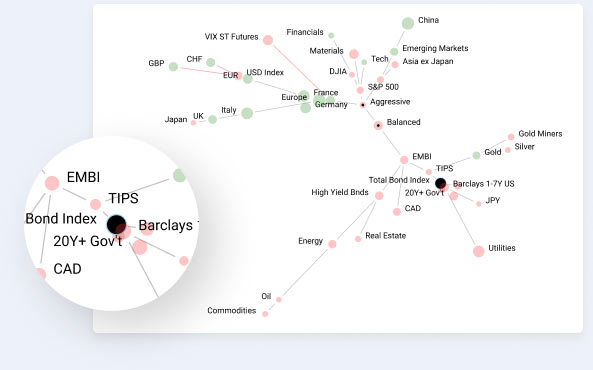 China
Financials
VIX ST Futures
Materials
Emerging Markets
Tech
Asia ex Japan
GBP
CHF
DJIA
EUR
USD Index
S&P 500
Europe
France
Aggressive
Germany
Italy
UK
Japan
Balanced
Gold Miners
Silver
Gold
EMBI
TIPS
Total Bond Index
Barclays 1-7Y US
20Y+ Gov't
High Yield Bnds
JPY
CAD
Real Estate
Energy
Utilities
Oil
Commodities
EMBI
TIPS
Bond Index
Barclays
20Y+ Gov't
CAD